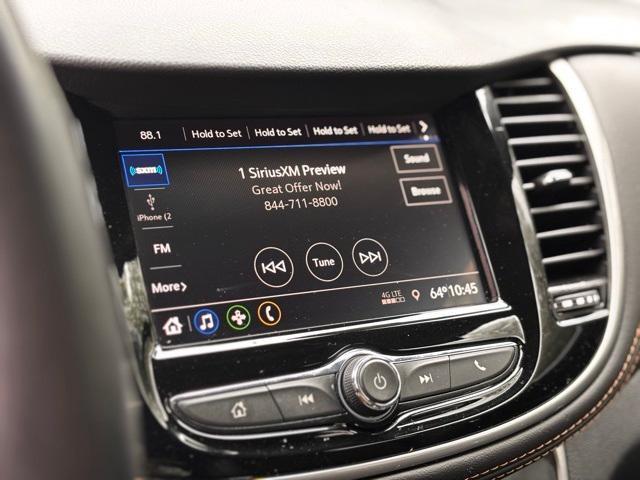 88.1 Hold to Set Hold to Set Hold to Set Hold to Set
sxm
1 SiriusXM Preview
Sound
Great Offer Now!
Browse
844-711-8800
iPhone (2
FM
Tune
More
4G LTE
64° 10:45